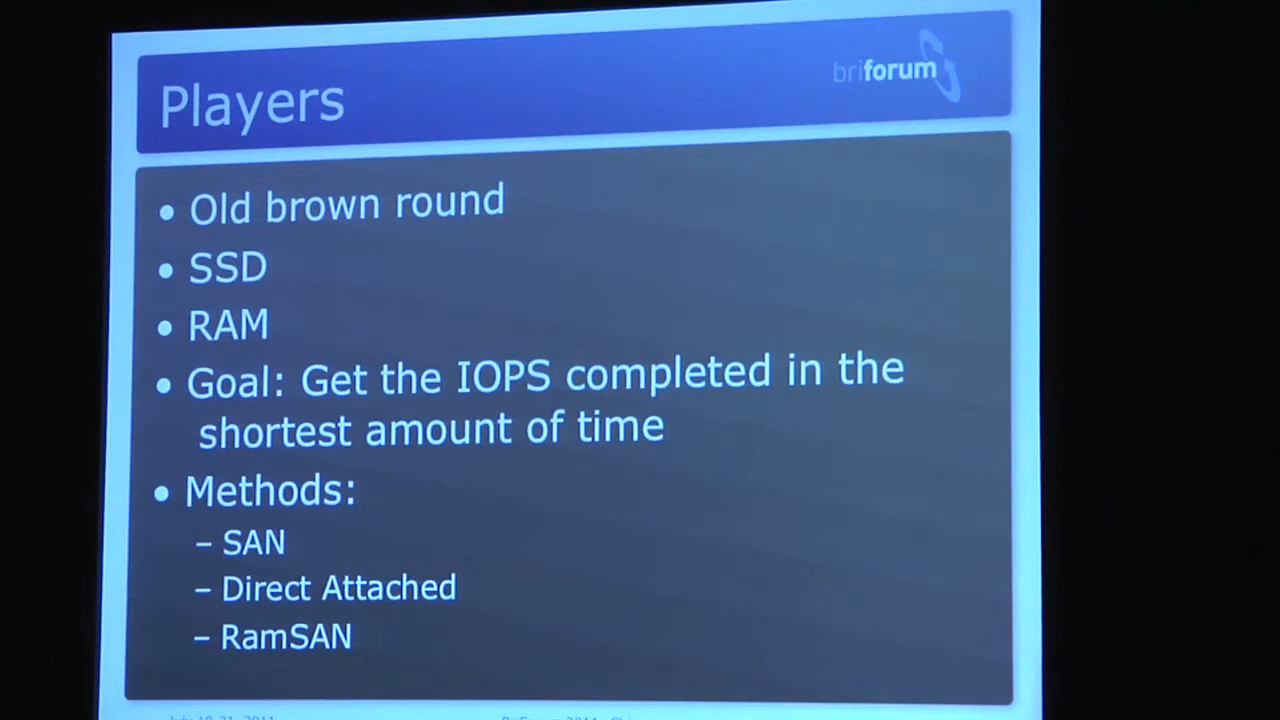 Players
briforum
• Old brown round
• SSD
• RAM
• Goal: Get the IOPS completed in the
shortest amount of time
• Methods:
– SAN
– Direct Attached
– RamSAN